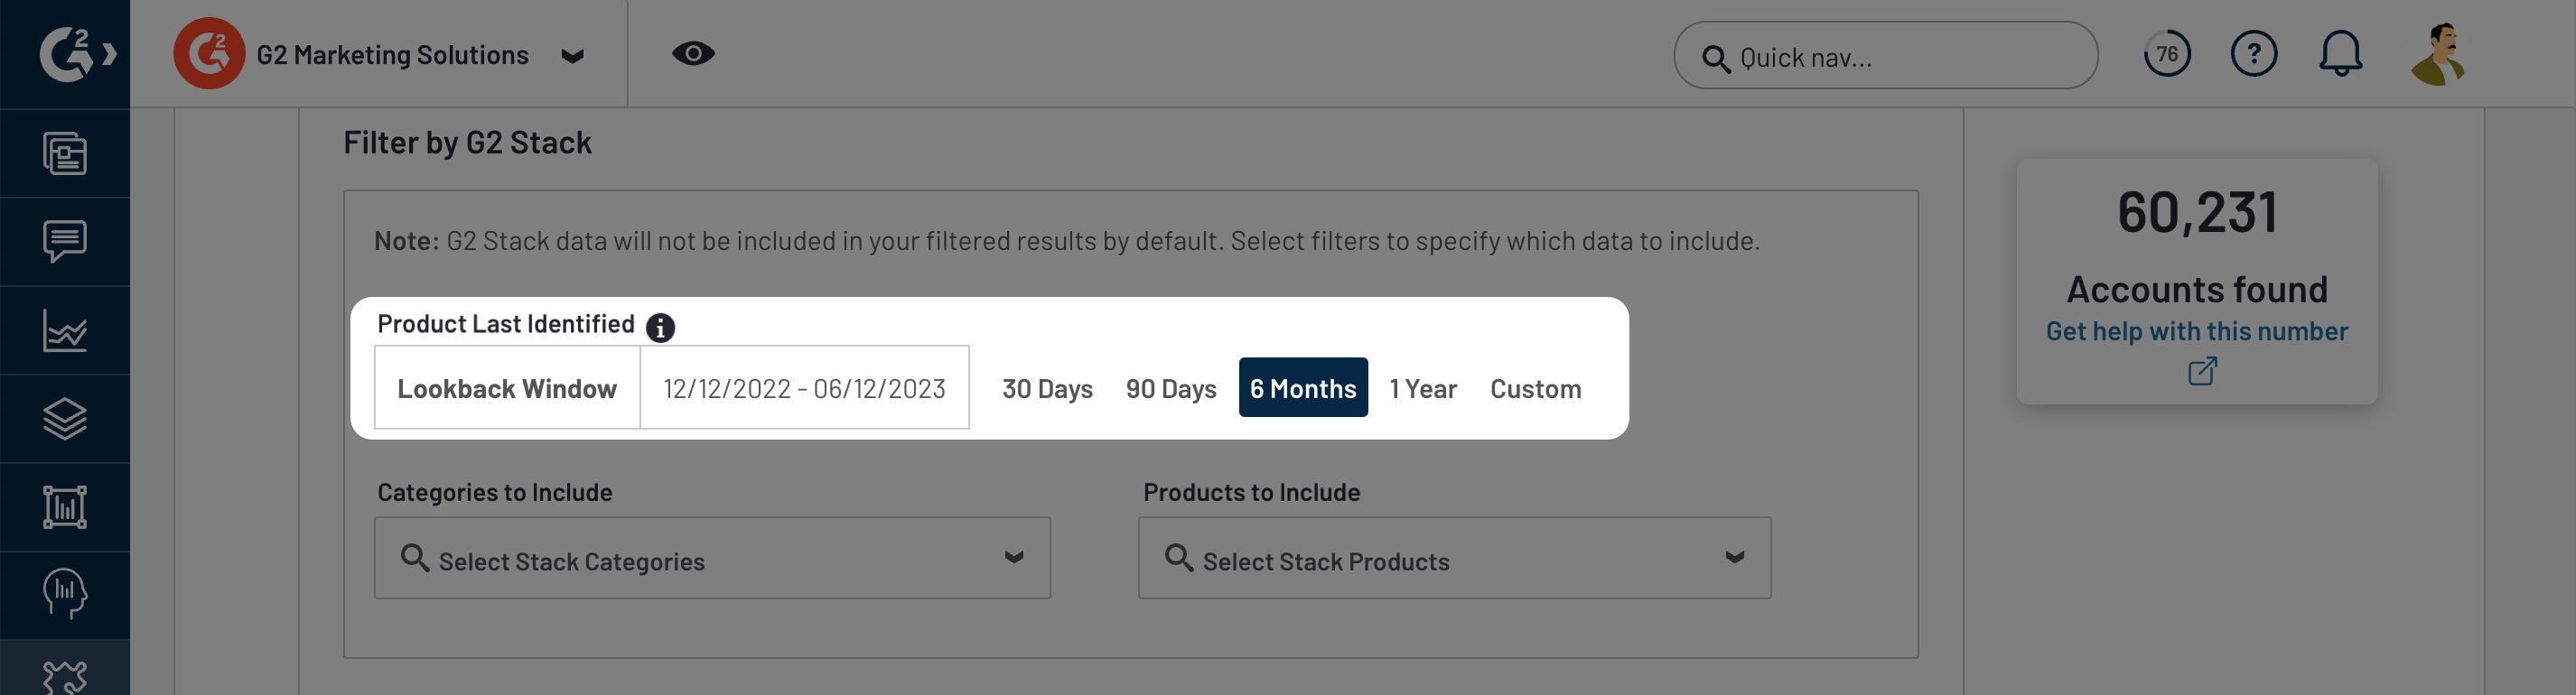 G2 Marketing Solutions
Quick nav...
76
?
Filter by G2 Stack
Note: G2 Stack data will not be included in your filtered results by default. Select filters to specify which data to include.
Product Last Identified i
Lookback Window 12/12/2022 - 06/12/2023 30 Days 90 Days 6 Months 1 Year Custom
Categories to Include Products to Include
Select Stack Categories Select Stack Products
60,231
Accounts found
Get help with this number